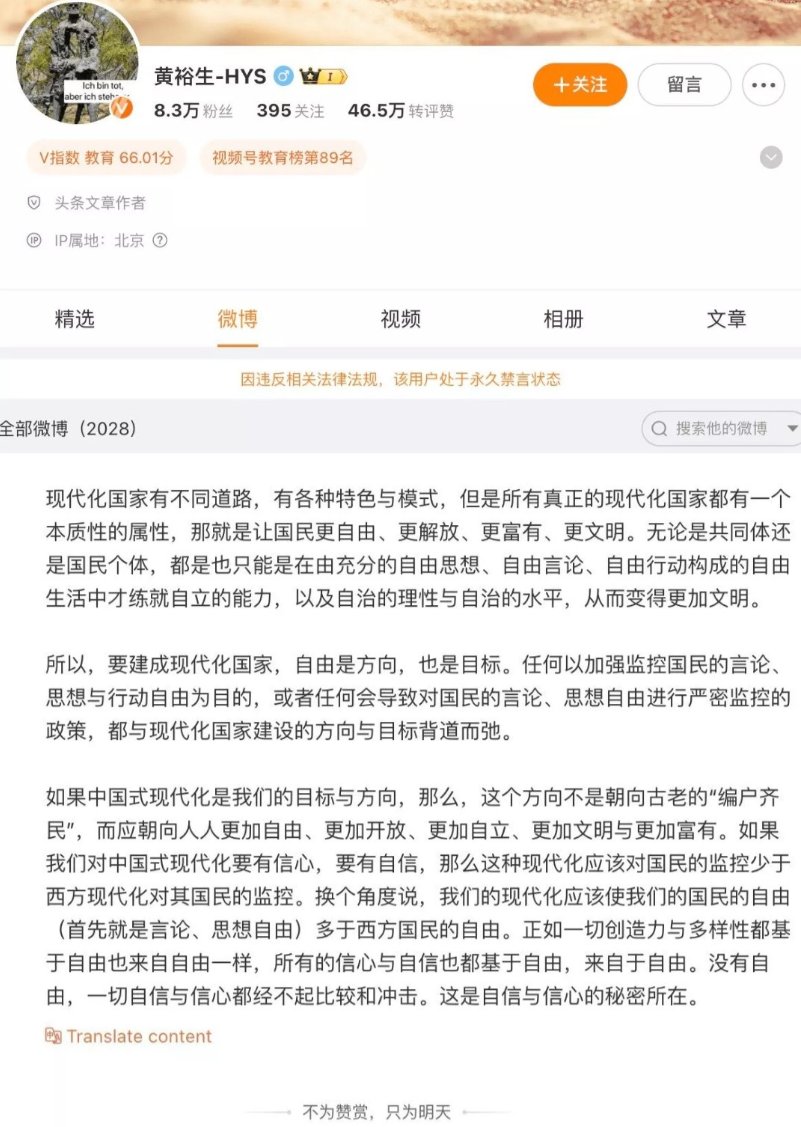 Ich bin tot,
aber ich stehe
黄裕生-HYS
8.3万 粉丝 395 关注 46.5万 转评赞
+关注
留言
V指数 教育 66.01分
视频号教育榜第89名
头条文章作者
IP属地：北京
精选 微博 视频 相册 文章
因违反相关法律法规，该用户处于永久禁言状态
全部微博（2028）
搜索他的微博
现代化国家有不同道路，有各种特色与模式，但是所有真正的现代化国家都有一个
本质性的属性，那就是让国民更自由、更解放、更富有、更文明。无论是共同体还
是国民个体，都是也只能是在由充分的自由思想、自由言论、自由行动构成的自由
生活中才练就自立的能力，以及自治的理性与自治的水平，从而变得更加文明。
所以，要建成现代化国家，自由是方向，也是目标。任何以加强监控国民的言论、
思想与行动自由为目的，或者任何会导致对国民的言论、思想自由进行严密监控的
政策，都与现代化国家建设的方向与目标背道而驰。
如果中国式现代化是我们的目标与方向，那么，这个方向不是朝向古老的“编户齐
民”，而应朝向人人更加自由、更加开放、更加自立、更加文明与更加富有。如果
我们对中国式现代化要有信心，要有自信，那么这种现代化应该对国民的监控少于
西方现代化对其国民的监控。换个角度说，我们的现代化应该使我们的国民的自由
（首先就是言论、思想自由）多于西方国民的自由。正如一切创造力与多样性都基
于自由也来自自由一样，所有的信心与自信也都基于自由，来自于自由。没有自
由，一切自信与信心都经不起比较和冲击。这是自信与信心的秘密所在。
Translate content
不为赞赏，只为明天